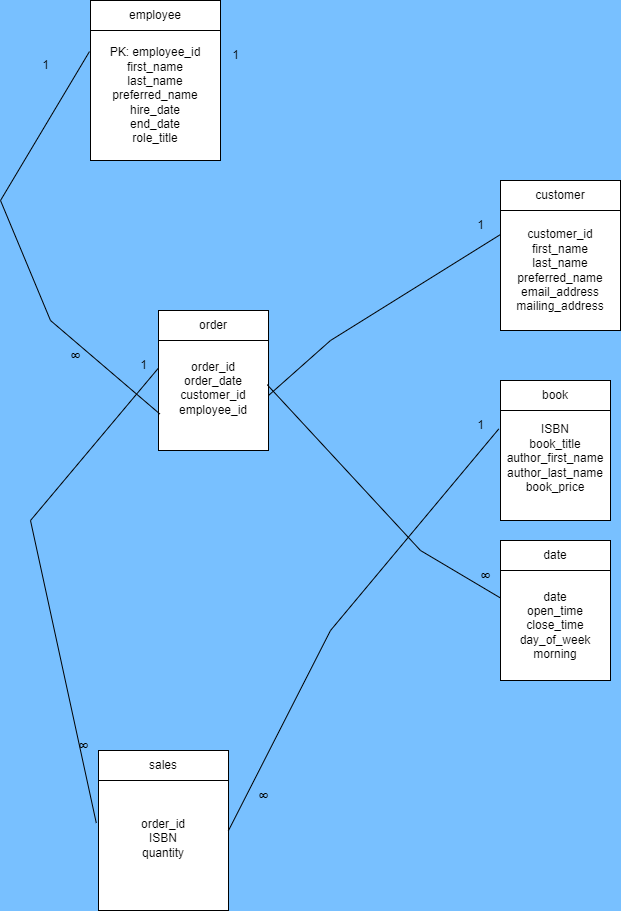 employee
PK: employee_id
first_name
last_name
preferred_name
hire_date
end_date
role_title
1
1
customer
customer_id
first_name
last_name
preferred_name
email_address
mailing_address
1
order
order_id
order_date
customer_id
employee_id
∞
1
book
ISBN
book_title
author_first_name
author_last_name
book_price
1
date
date
open_time
close_time
day_of_week
morning
∞
sales
order_id
ISBN
quantity
∞
∞